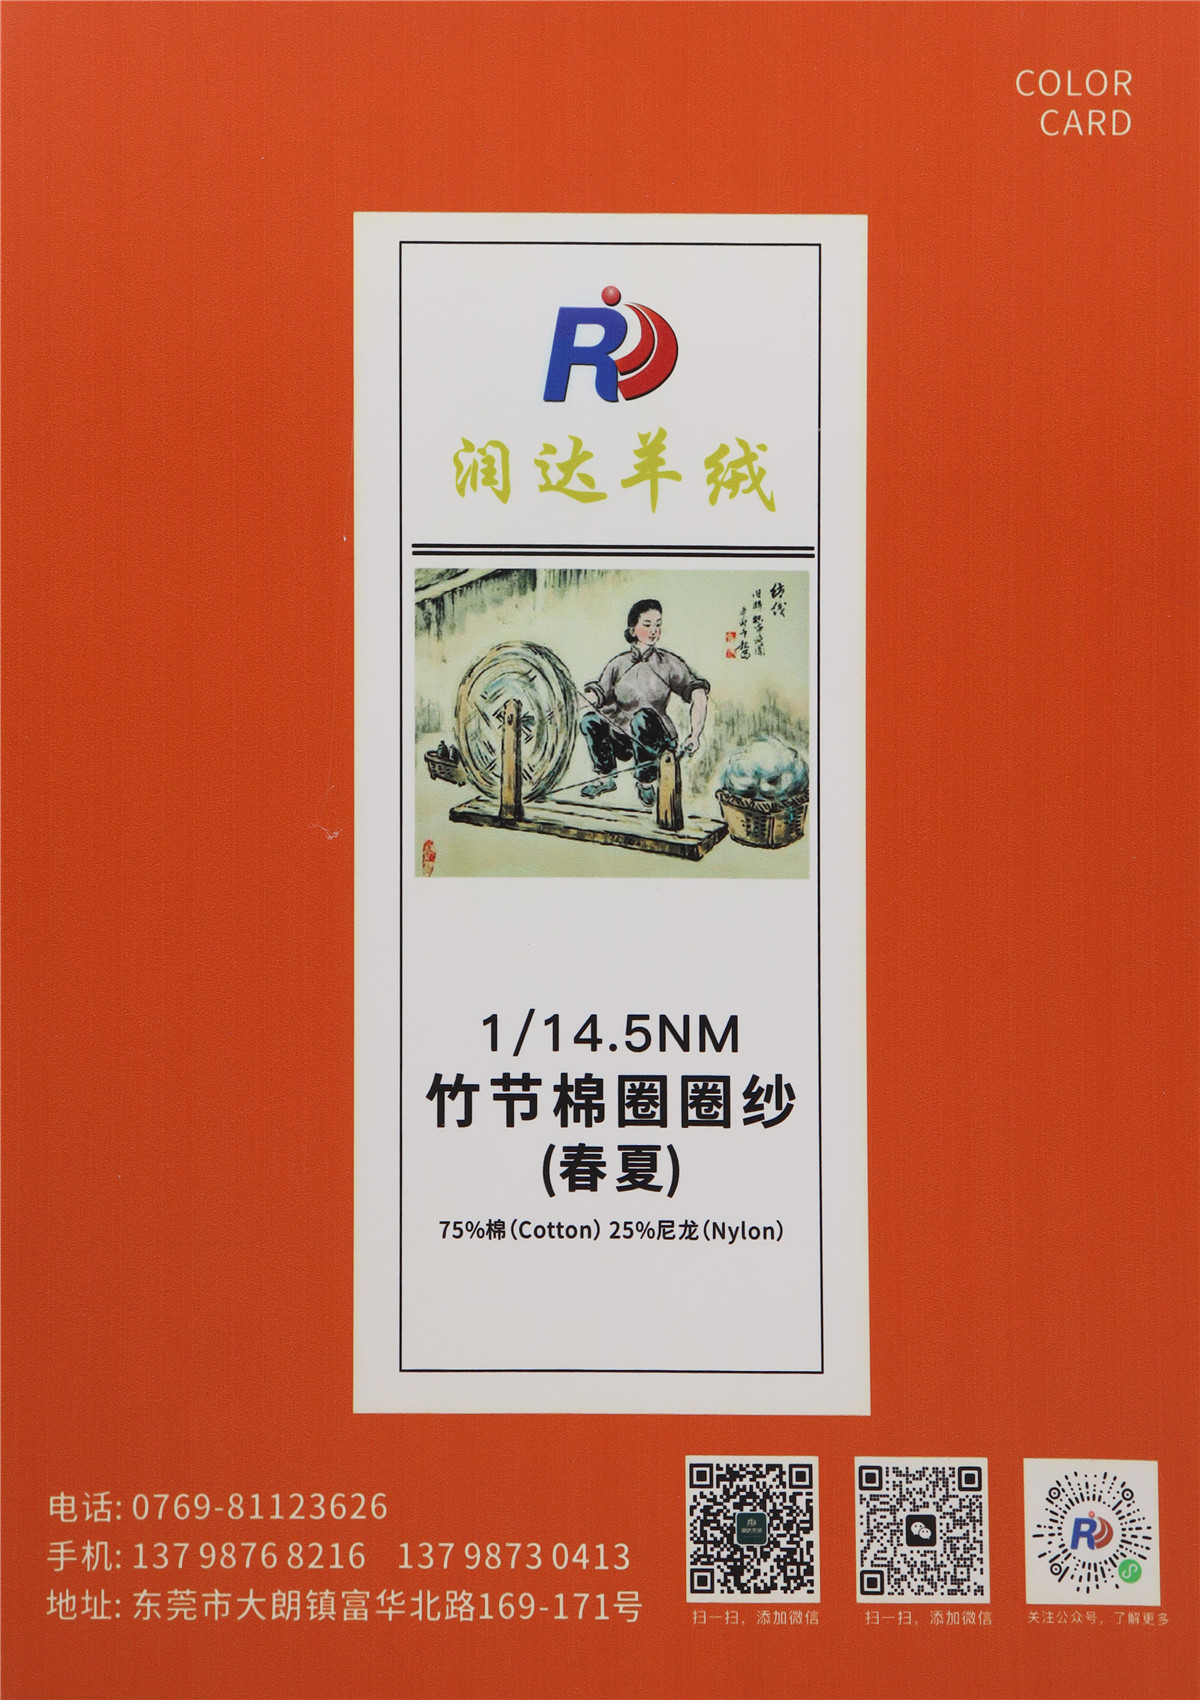 COLOR
CARD
润达羊绒
纺线
1/14.5NM
竹节棉圈圈纱
(春夏)
75%棉(Cotton) 25%尼龙(Nylon)
电话: 0769-81123626
手机: 137 9876 8216 137 9873 0413
地址: 东莞市大朗镇富华北路169-171号
扫一扫，添加微信
扫一扫，添加微信
关注公众号，了解更多